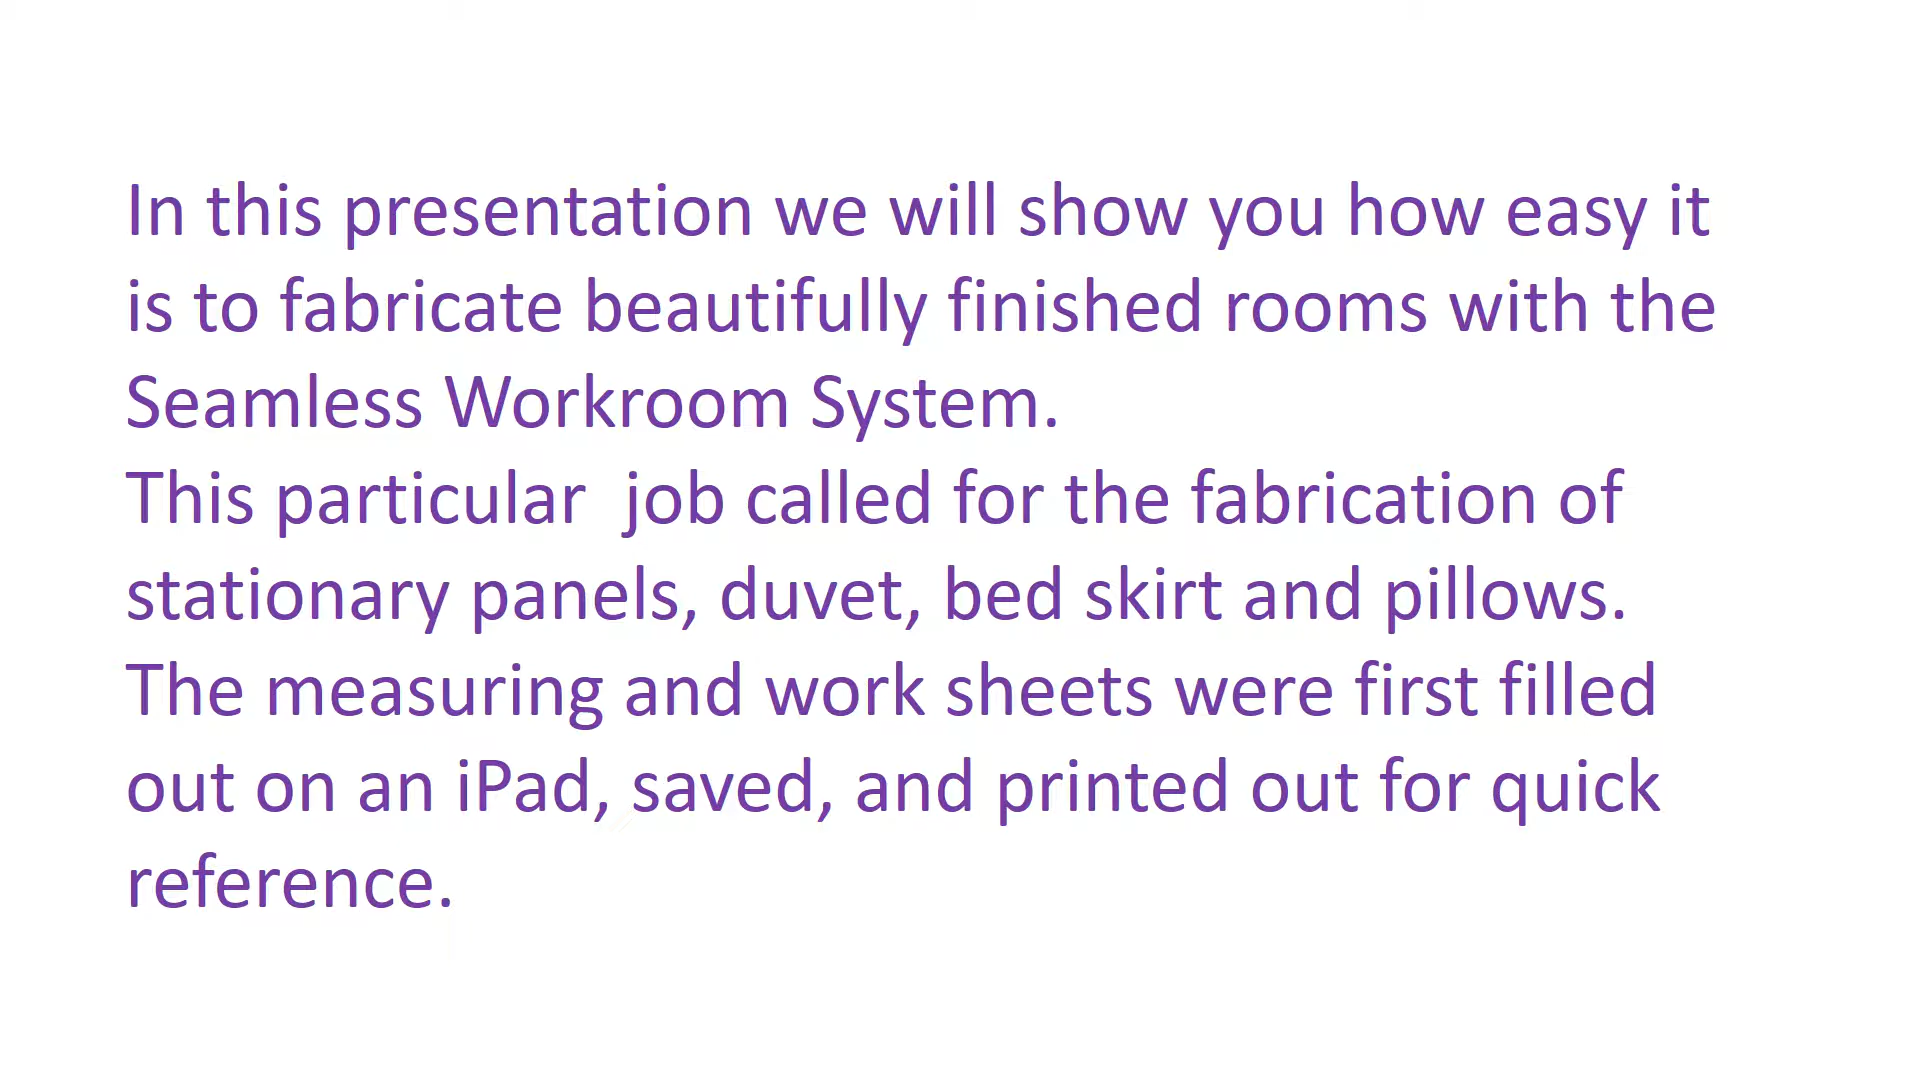 In this presentation we will show you how easy it
is to fabricate beautifully finished rooms with the
Seamless Workroom System.
This particular  job called for the fabrication of
stationary panels, duvet, bed skirt and pillows.
The measuring and work sheets were first filled
out on an iPad, saved, and printed out for quick
reference.